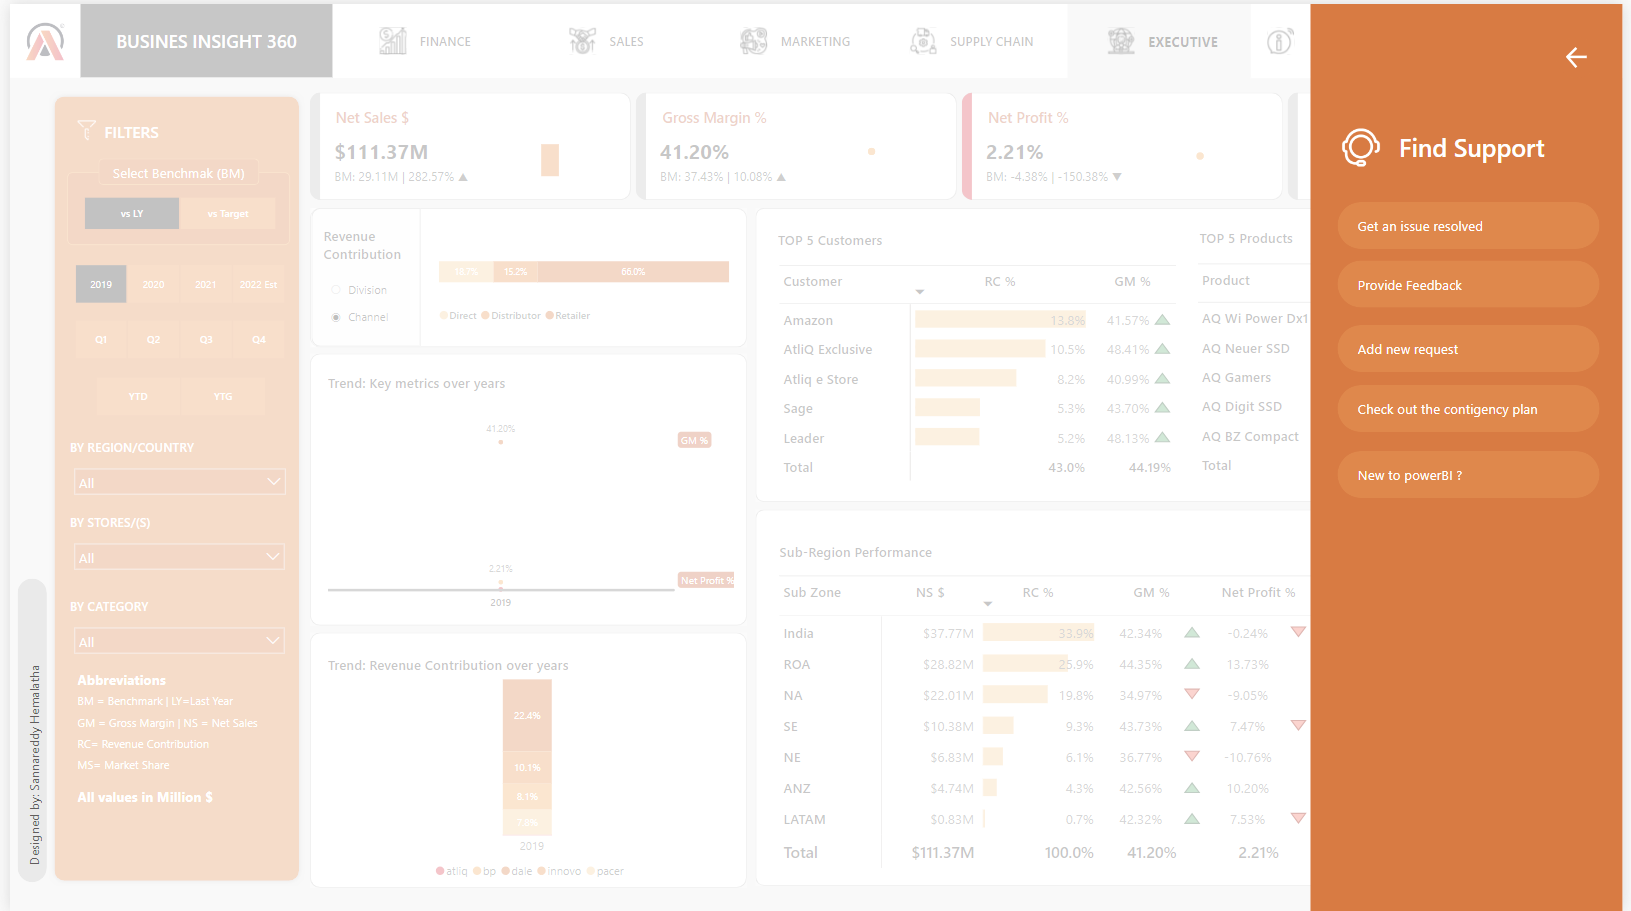 BUSINES INSIGHT 360
FINANCE
SALES
MARKETING
SUPPLY CHAIN
EXECUTIVE
FILTERS
Select Benchmak (BM)
vs LY
vs Target
2019
2020
2021
2022 Est
Q1
Q2
Q3
Q4
YTD
YTG
BY REGION/COUNTRY
All
BY STORES/(S)
All
BY CATEGORY
All
Abbreviations
BM = Benchmark | LY=Last Year
GM = Gross Margin | NS = Net Sales
RC= Revenue Contribution
MS= Market Share
All values in Million $
Designed by: Sannareddy Hemalatha
Net Sales $
$111.37M
BM: 29.11M | 282.57%
Gross Margin %
41.20%
BM: 37.43% | 10.08%
Net Profit %
2.21%
BM: -4.38% | -150.38%
Revenue
Contribution
Division
Channel
15.2%
66.0%
Direct
Distributor
Retailer
Trend: Key metrics over years
41.20%
GM %
2.21%
Net Profit %
2019
Trend: Revenue Contribution over years
22.4%
10.1%
8.1%
2019
atliq
bp
dale
innovo
pacer
TOP 5 Customers
Customer RC % GM %
Amazon 13.8% 41.57%
AtliQ Exclusive 10.5% 48.41%
Atliq e Store 8.2% 40.99%
Sage 5.3% 43.70%
Leader 5.2% 48.13%
Total 43.0% 44.19%
TOP 5 Products
Product
AQ Wi Power Dx1
AQ Neuer SSD
AQ Gamers
AQ Digit SSD
AQ BZ Compact
Total
Sub-Region Performance
Sub Zone NS $ RC % GM % Net Profit %
India $37.77M 33.9% 42.34% -0.24%
ROA $28.82M 25.9% 44.35% 13.73%
NA $22.01M 19.8% 34.97% -9.05%
SE $10.38M 9.3% 43.73% 7.47%
NE $6.83M 6.1% 36.77% -10.76%
ANZ $4.74M 4.3% 42.56% 10.20%
LATAM $0.83M 0.7% 42.32% 7.53%
Total $111.37M 100.0% 41.20% 2.21%
Find Support
Get an issue resolved
Provide Feedback
Add new request
Check out the contigency plan
New to powerBI ?